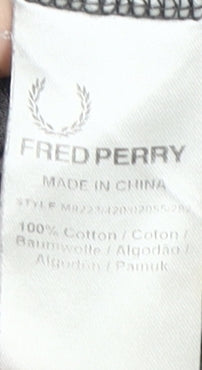 FRED PERRY
MADE IN CHINA
STYLE
100% Cotton / Coton /
Baumwolle / Algodão /
Algodón / Pamuk